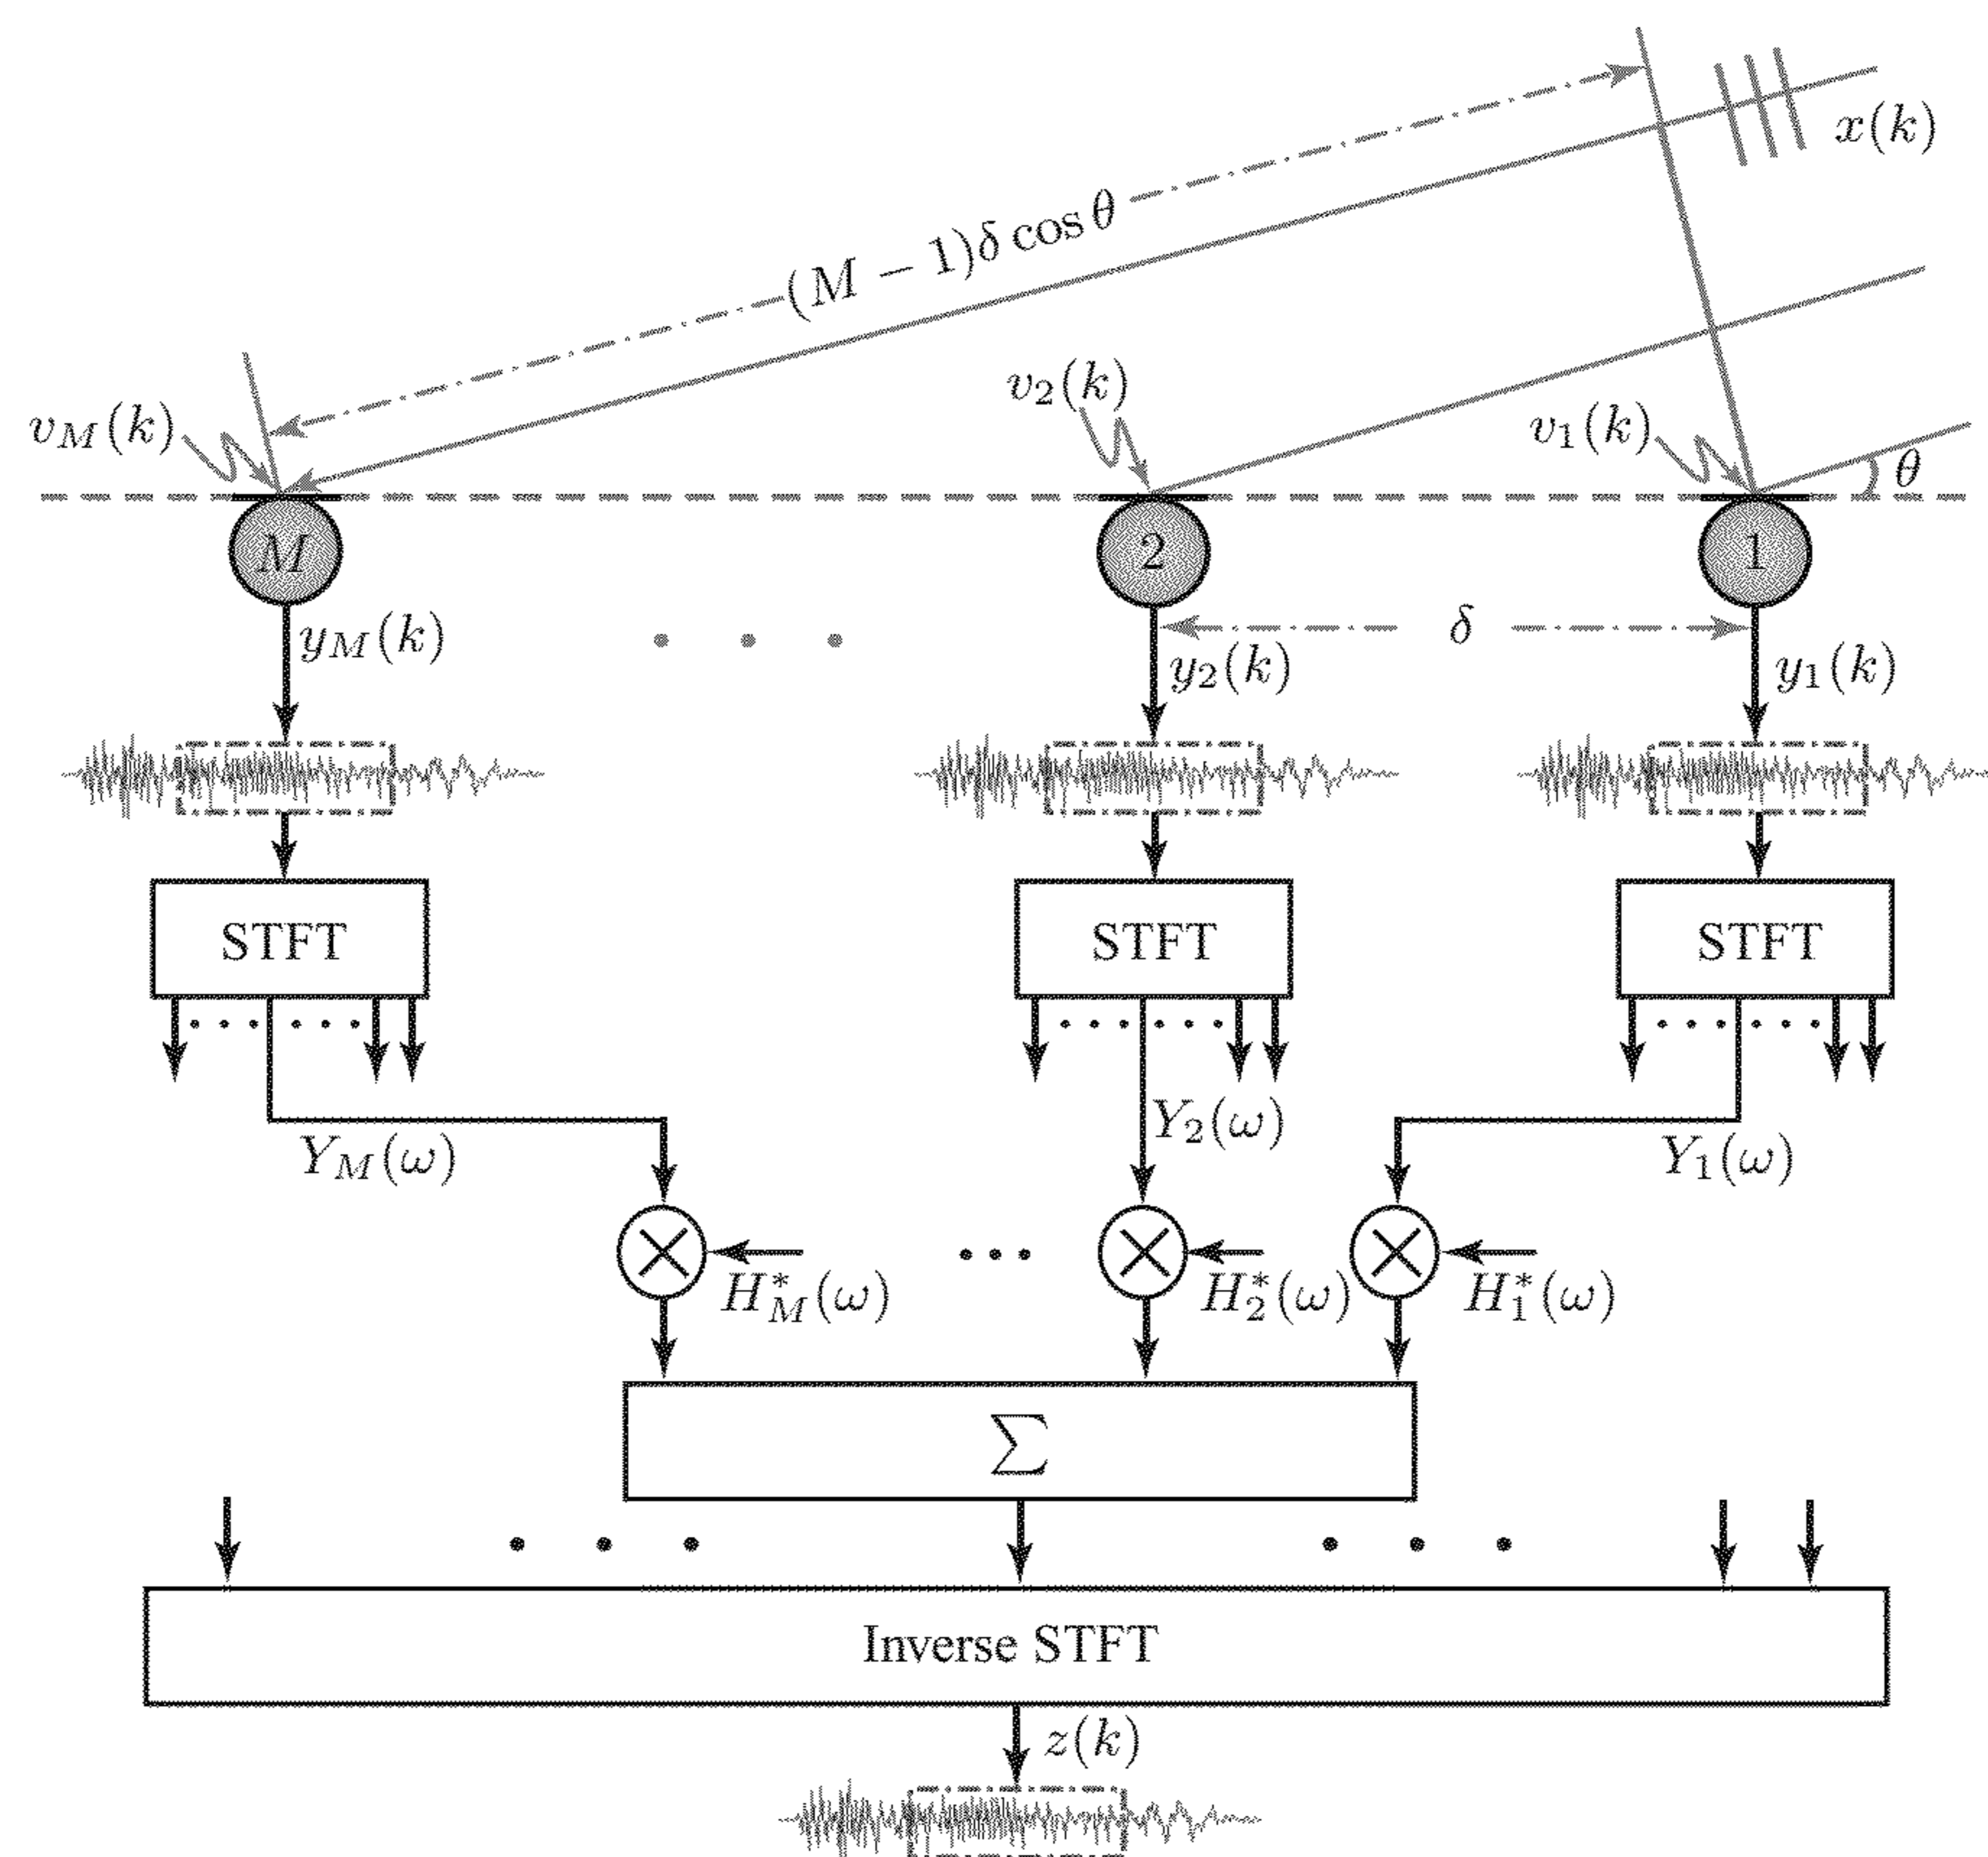 x(k)
(M − 1)δ cos θ
v_M(k)
v_2(k)
v_1(k)
θ
M
2
1
y_M(k)
δ
y_2(k)
y_1(k)
STFT
STFT
STFT
Y_M(ω)
Y_2(ω)
Y_1(ω)
H*_M(ω)
H*_2(ω)
H*_1(ω)
Σ
Inverse STFT
z(k)